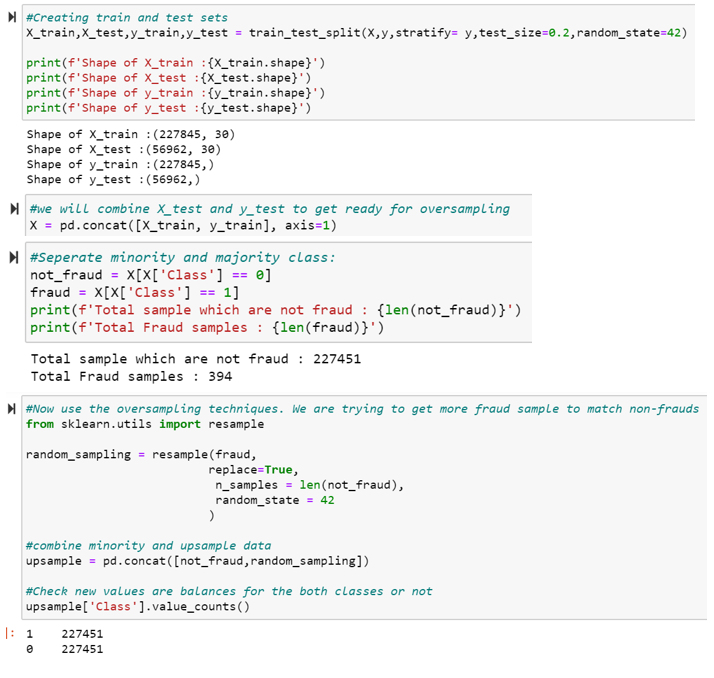 #Creating train and test sets
X_train,X_test,y_train,y_test = train_test_split(X,y,stratify= y,test_size=0.2,random_state=42)
print(f'Shape of X_train :{X_train.shape}')
print(f'Shape of X_test :{X_test.shape}')
print(f'Shape of y_train :{y_train.shape}')
print(f'Shape of y_test :{y_test.shape}')
Shape of X_train :(227845, 30)
Shape of X_test :(56962, 30)
Shape of y_train :(227845,)
Shape of y_test :(56962,)
#we will combine X_test and y_test to get ready for oversampling
X = pd.concat([X_train, y_train], axis=1)
#Seperate minority and majority class:
not_fraud = X[X['Class'] == 0]
fraud = X[X['Class'] == 1]
print(f'Total sample which are not fraud : {len(not_fraud)}')
print(f'Total Fraud samples : {len(fraud)}')
Total sample which are not fraud : 227451
Total Fraud samples : 394
#Now use the oversampling techniques. We are trying to get more fraud sample to match non-frauds
from sklearn.utils import resample
random_sampling = resample(fraud,
replace=True,
n_samples = len(not_fraud),
random_state = 42
)
#combine minority and upsample data
upsample = pd.concat([not_fraud,random_sampling])
#Check new values are balances for the both classes or not
upsample['Class'].value_counts()
]: 1    227451
0    227451